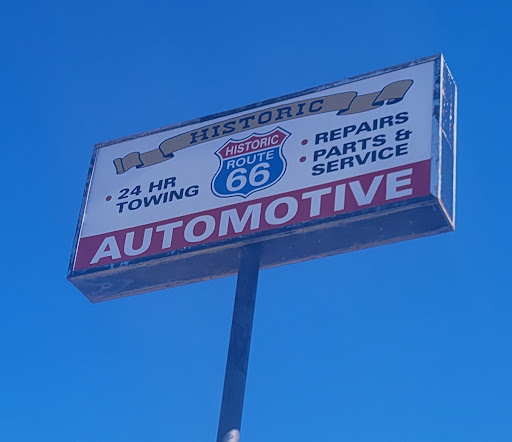 HISTORIC
HISTORIC
ROUTE
66
• 24 HR
TOWING
• REPAIRS
• PARTS &
SERVICE
AUTOMOTIVE